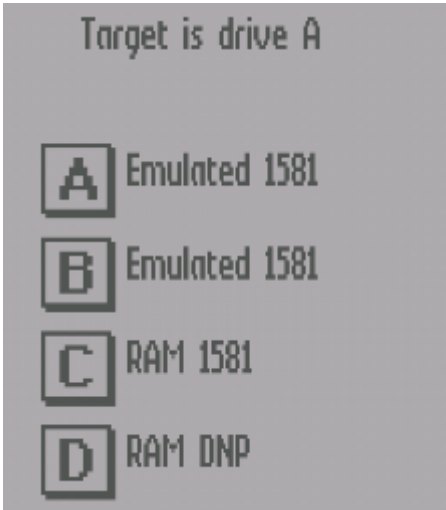 Target is drive A
A Emulated 1581
B Emulated 1581
C RAM 1581
D RAM DNP